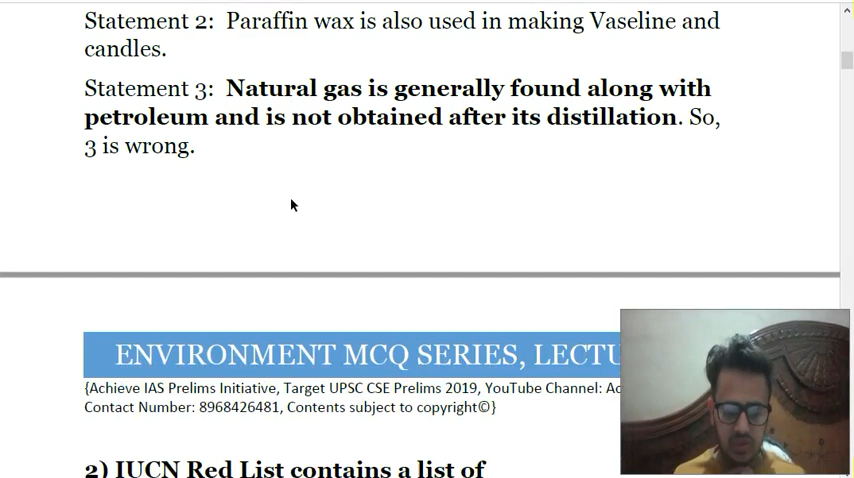 Statement 2:  Paraffin wax is also used in making Vaseline and
candles.
Statement 3:  Natural gas is generally found along with
petroleum and is not obtained after its distillation. So,
3 is wrong.
ENVIRONMENT MCQ SERIES,
{Achieve IAS Prelims Initiative, Target UPSC CSE Prelims 2019, YouTube Channel:
Contact Number: 8968426481, Contents subject to copyright©}
2) IUCN Red List contains a list of